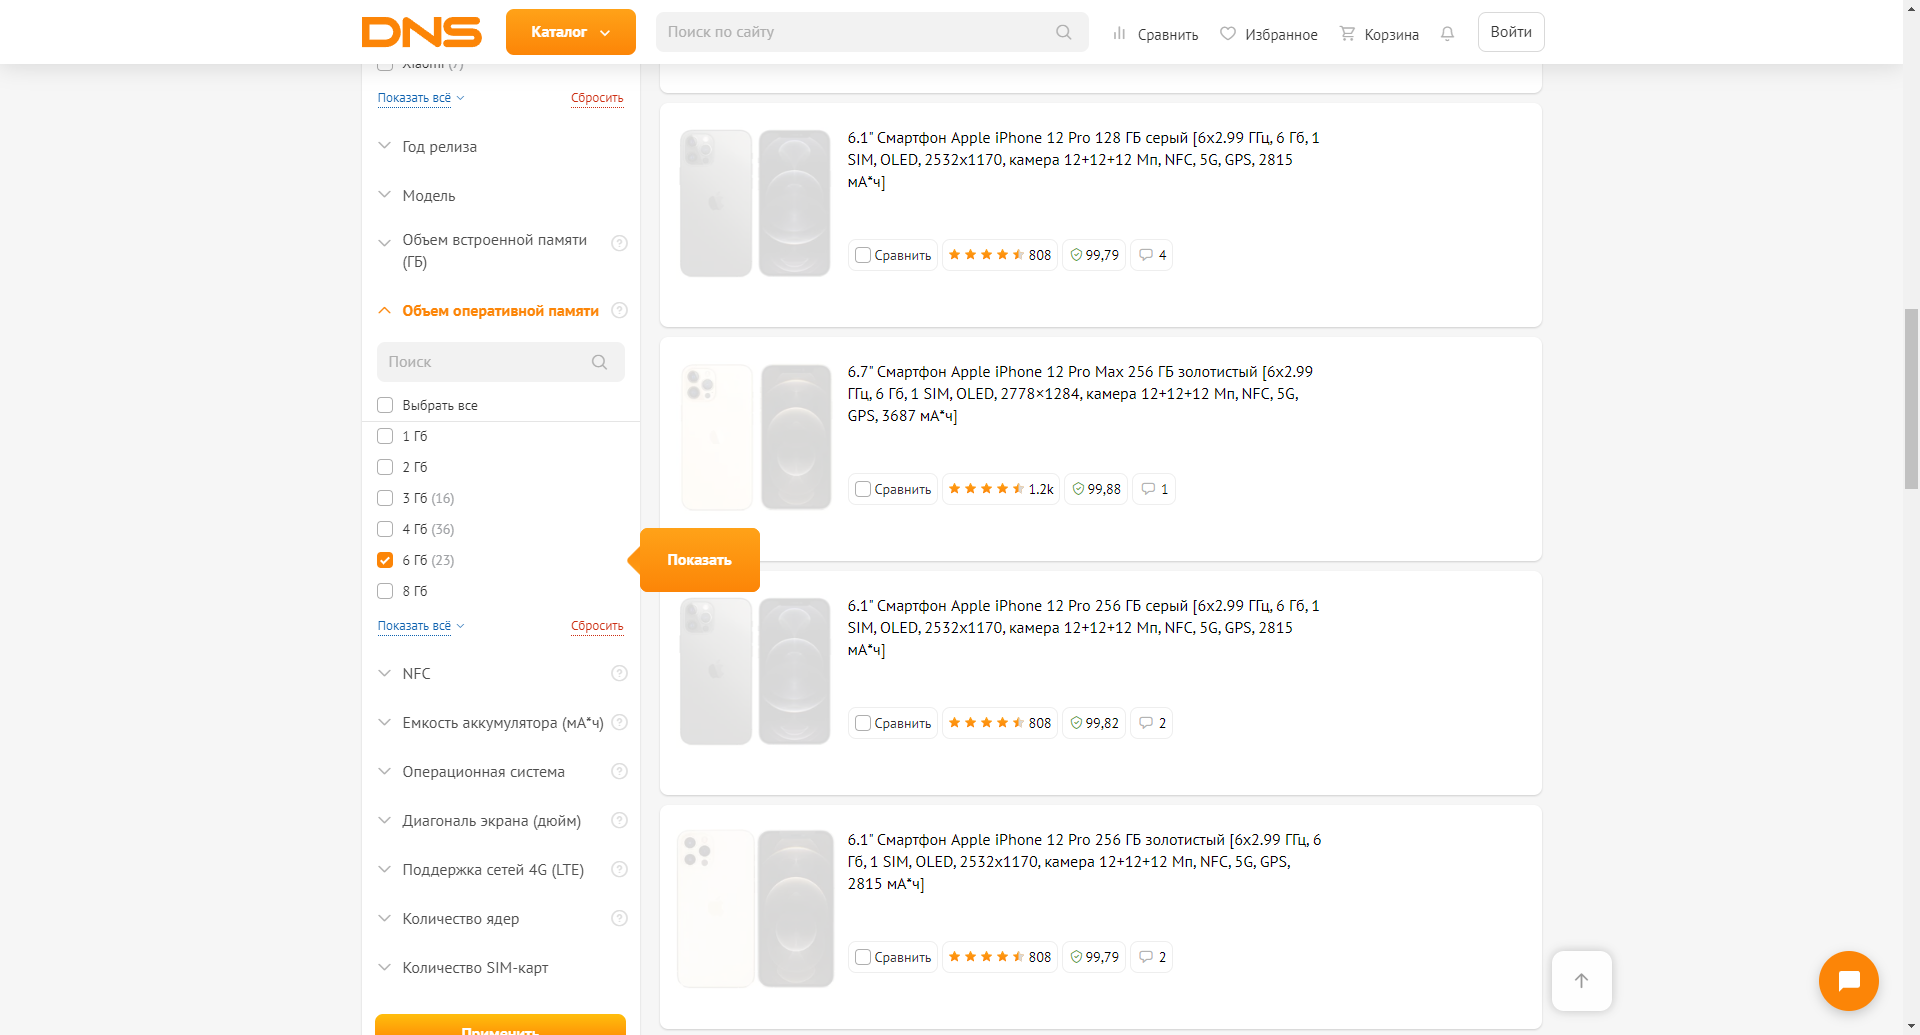 DNS
Каталог
Поиск по сайту
Сравнить
Избранное
Корзина
Войти
Xiaomi (7)
Показать всё
Сбросить
Год релиза
Модель
Объем встроенной памяти
(ГБ)
Объем оперативной памяти
Поиск
Выбрать все
1 Гб
2 Гб
3 Гб (16)
4 Гб (36)
6 Гб (23)
8 Гб
Показать всё
Сбросить
NFC
Емкость аккумулятора (мА*ч)
Операционная система
Диагональ экрана (дюйм)
Поддержка сетей 4G (LTE)
Количество ядер
Количество SIM-карт
Применить
Показать
6.1" Смартфон Apple iPhone 12 Pro 128 ГБ серый [6x2.99 ГГц, 6 Гб, 1
SIM, OLED, 2532x1170, камера 12+12+12 Мп, NFC, 5G, GPS, 2815
мА*ч]
Сравнить
808
99,79
4
6.7" Смартфон Apple iPhone 12 Pro Max 256 ГБ золотистый [6x2.99
ГГц, 6 Гб, 1 SIM, OLED, 2778×1284, камера 12+12+12 Мп, NFC, 5G,
GPS, 3687 мА*ч]
Сравнить
1.2k
99,88
1
6.1" Смартфон Apple iPhone 12 Pro 256 ГБ серый [6x2.99 ГГц, 6 Гб, 1
SIM, OLED, 2532x1170, камера 12+12+12 Мп, NFC, 5G, GPS, 2815
мА*ч]
Сравнить
808
99,82
2
6.1" Смартфон Apple iPhone 12 Pro 256 ГБ золотистый [6x2.99 ГГц, 6
Гб, 1 SIM, OLED, 2532x1170, камера 12+12+12 Мп, NFC, 5G, GPS,
2815 мА*ч]
Сравнить
808
99,79
2